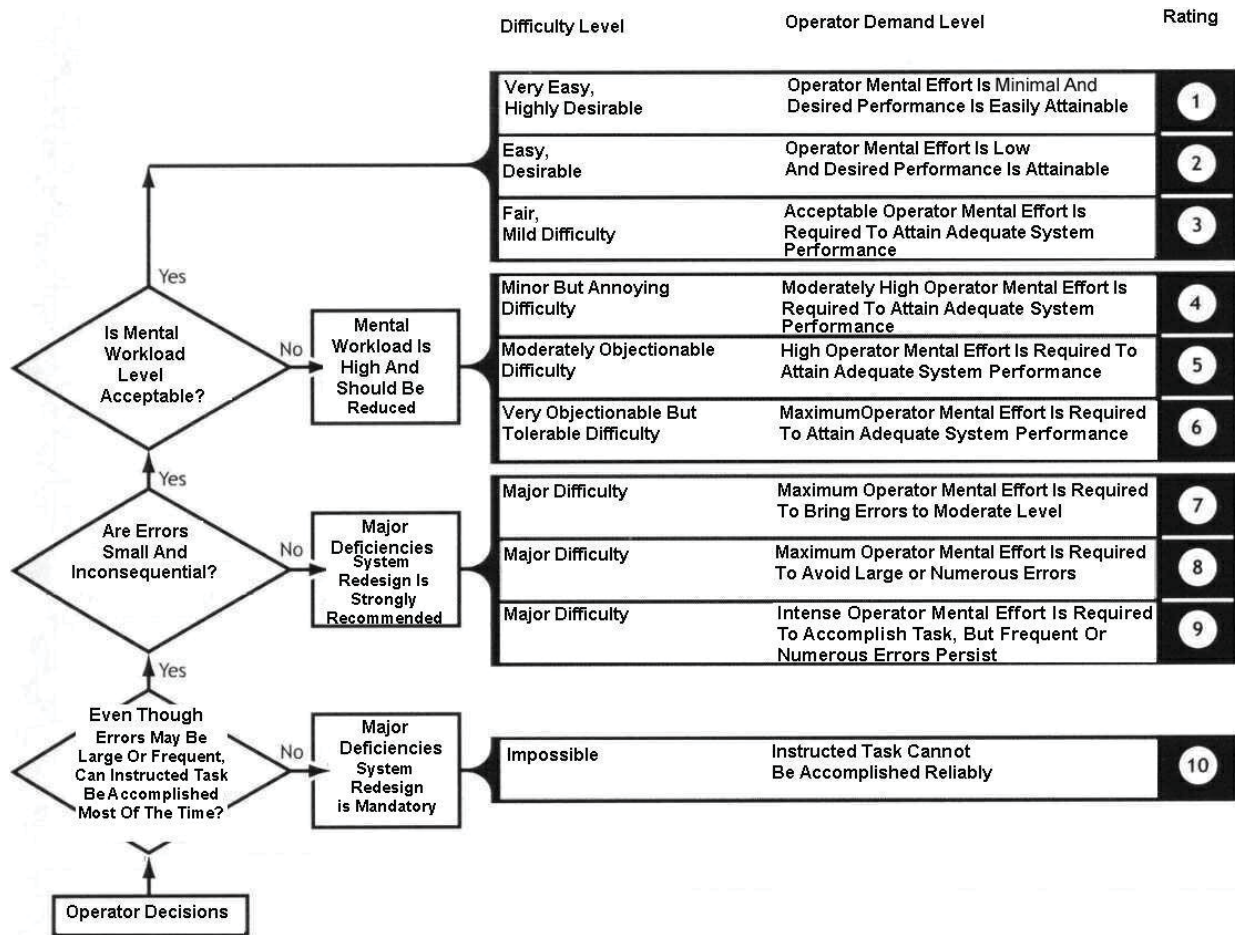 Difficulty Level
Operator Demand Level
Rating
Very Easy,
Highly Desirable
Operator Mental Effort Is Minimal And
Desired Performance Is Easily Attainable
1
Easy,
Desirable
Operator Mental Effort Is Low
And Desired Performance Is Attainable
2
Fair,
Mild Difficulty
Acceptable Operator Mental Effort Is
Required To Attain Adequate System
Performance
3
Yes
Is Mental
Workload
Level
Acceptable?
No
Mental
Workload Is
High And
Should Be
Reduced
Minor But Annoying
Difficulty
Moderately High Operator Mental Effort Is
Required To Attain Adequate System
Performance
4
Moderately Objectionable
Difficulty
High Operator Mental Effort Is Required To
Attain Adequate System Performance
5
Very Objectionable But
Tolerable Difficulty
MaximumOperator Mental Effort Is Required
To Attain Adequate System Performance
6
Yes
Are Errors
Small And
Inconsequential?
No
Major
Deficiencies
System
Redesign Is
Strongly
Recommended
Major Difficulty
Maximum Operator Mental Effort Is Required
To Bring Errors to Moderate Level
7
Major Difficulty
Maximum Operator Mental Effort Is Required
To Avoid Large or Numerous Errors
8
Major Difficulty
Intense Operator Mental Effort Is Required
To Accomplish Task, But Frequent Or
Numerous Errors Persist
9
Yes
Even Though
Errors May Be
Large Or Frequent,
Can Instructed Task
Be Accomplished
Most Of The Time?
No
Major
Deficiencies
System
Redesign
is Mandatory
Impossible
Instructed Task Cannot
Be Accomplished Reliably
10
Operator Decisions